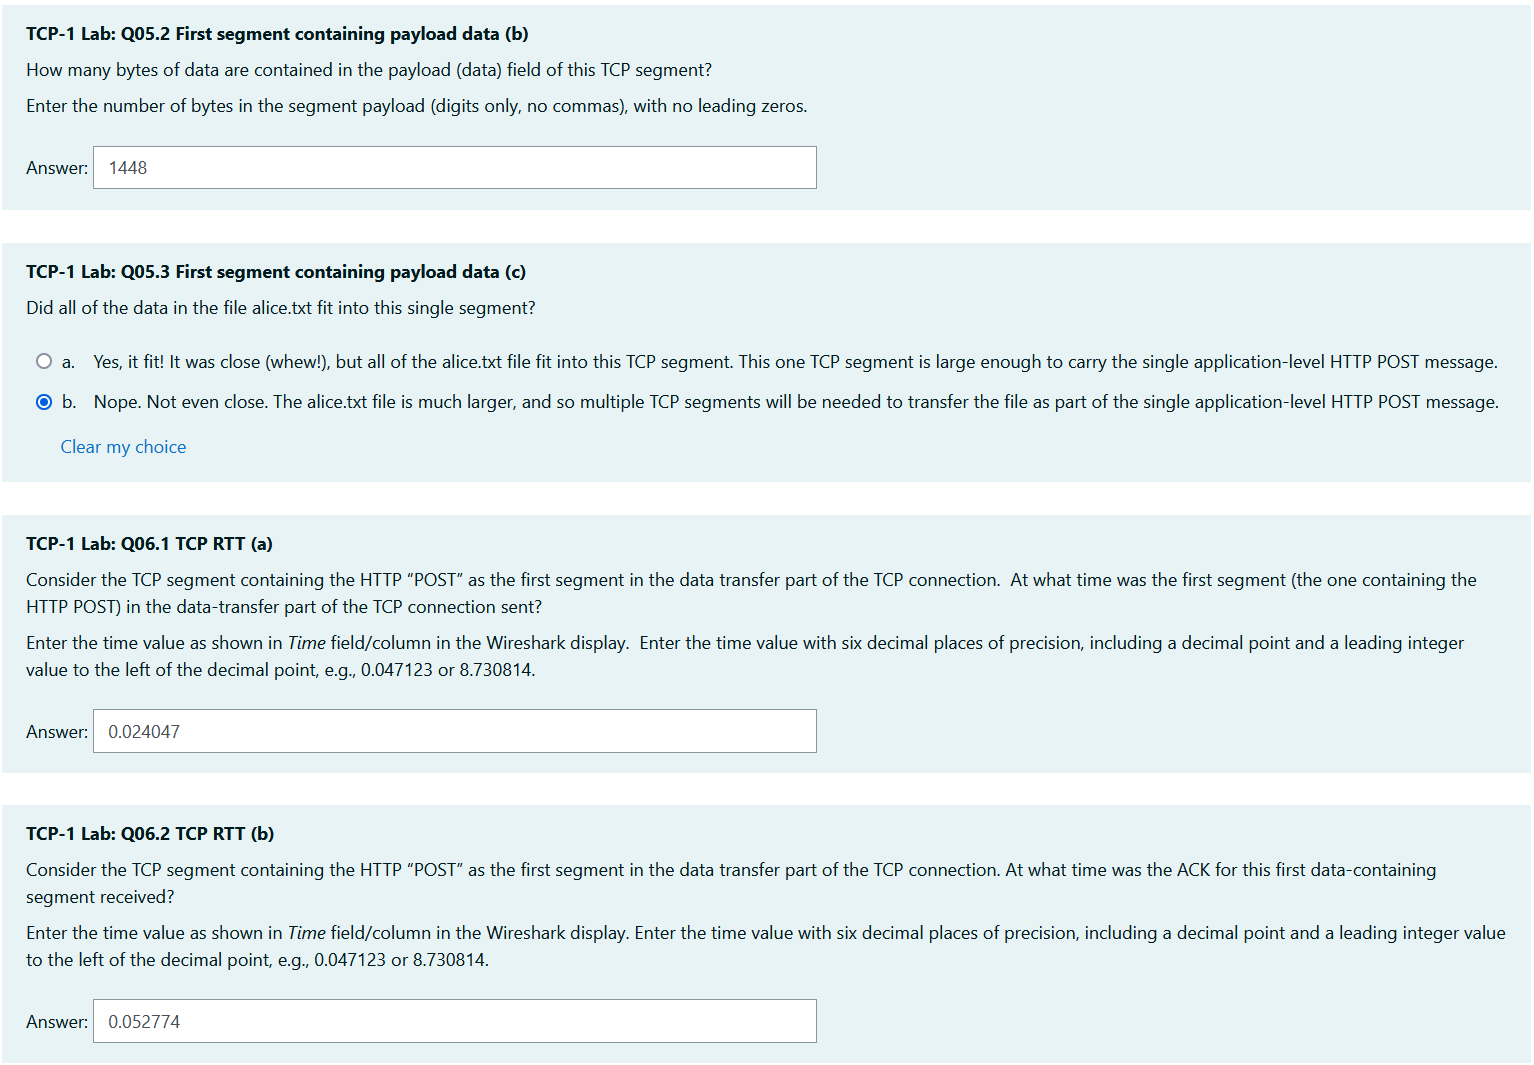 TCP-1 Lab: Q05.2 First segment containing payload data (b)
How many bytes of data are contained in the payload (data) field of this TCP segment?
Enter the number of bytes in the segment payload (digits only, no commas), with no leading zeros.
Answer: 1448
TCP-1 Lab: Q05.3 First segment containing payload data (c)
Did all of the data in the file alice.txt fit into this single segment?
a. Yes, it fit! It was close (whew!), but all of the alice.txt file fit into this TCP segment. This one TCP segment is large enough to carry the single application-level HTTP POST message.
b. Nope. Not even close. The alice.txt file is much larger, and so multiple TCP segments will be needed to transfer the file as part of the single application-level HTTP POST message.
Clear my choice
TCP-1 Lab: Q06.1 TCP RTT (a)
Consider the TCP segment containing the HTTP “POST” as the first segment in the data transfer part of the TCP connection.  At what time was the first segment (the one containing the
HTTP POST) in the data-transfer part of the TCP connection sent?
Enter the time value as shown in Time field/column in the Wireshark display.  Enter the time value with six decimal places of precision, including a decimal point and a leading integer
value to the left of the decimal point, e.g., 0.047123 or 8.730814.
Answer: 0.024047
TCP-1 Lab: Q06.2 TCP RTT (b)
Consider the TCP segment containing the HTTP “POST” as the first segment in the data transfer part of the TCP connection. At what time was the ACK for this first data-containing
segment received?
Enter the time value as shown in Time field/column in the Wireshark display. Enter the time value with six decimal places of precision, including a decimal point and a leading integer value
to the left of the decimal point, e.g., 0.047123 or 8.730814.
Answer: 0.052774